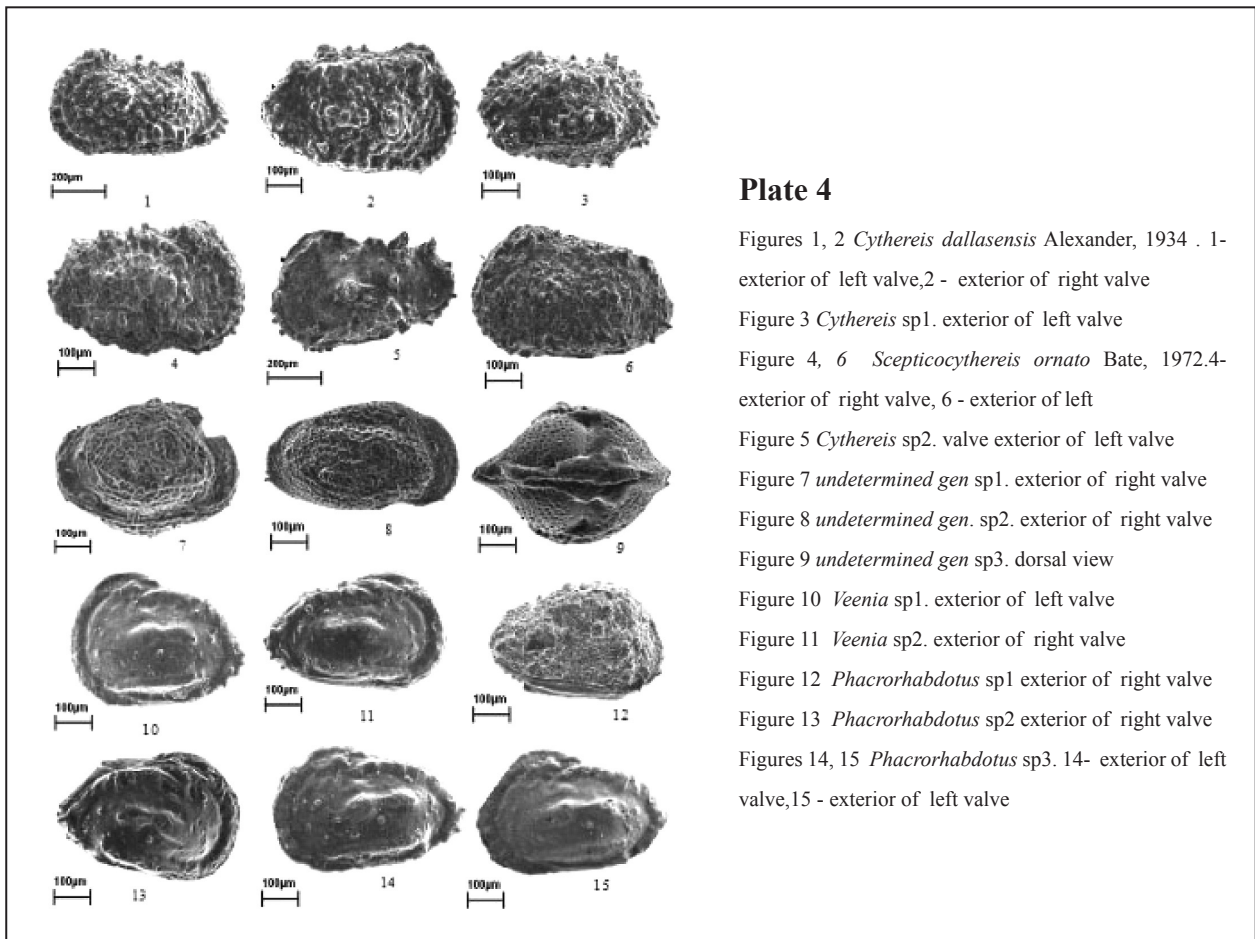 200µm
1
100µm
2
100µm
3
100µm
4
200µm
5
100µm
6
100µm
7
100µm
8
100µm
9
100µm
10
100µm
11
100µm
12
100µm
13
100µm
14
100µm
15
Plate 4
Figures 1, 2 Cythereis dallasensis Alexander, 1934 . 1-
exterior of left valve,2 - exterior of right valve
Figure 3 Cythereis sp1. exterior of left valve
Figure 4, 6 Scepticocythereis ornato Bate, 1972.4-
exterior of right valve, 6 - exterior of left
Figure 5 Cythereis sp2. valve exterior of left valve
Figure 7 undetermined gen sp1. exterior of right valve
Figure 8 undetermined gen. sp2. exterior of right valve
Figure 9 undetermined gen sp3. dorsal view
Figure 10 Veenia sp1. exterior of left valve
Figure 11 Veenia sp2. exterior of right valve
Figure 12 Phacrorhabdotus sp1 exterior of right valve
Figure 13 Phacrorhabdotus sp2 exterior of right valve
Figures 14, 15 Phacrorhabdotus sp3. 14- exterior of left
valve,15 - exterior of left valve